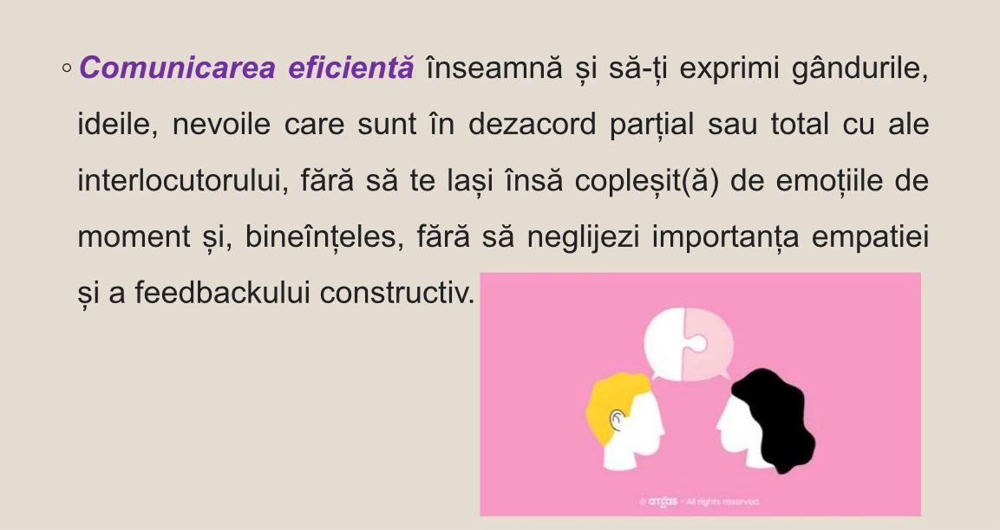 ◦ Comunicarea eficientă înseamnă și să-ți exprimi gândurile,
ideile, nevoile care sunt în dezacord parțial sau total cu ale
interlocutorului, fără să te lași însă copleșit(ă) de emoțiile de
moment și, bineînțeles, fără să neglijezi importanța empatiei
și a feedbackului constructiv.
© - All rights reserved.